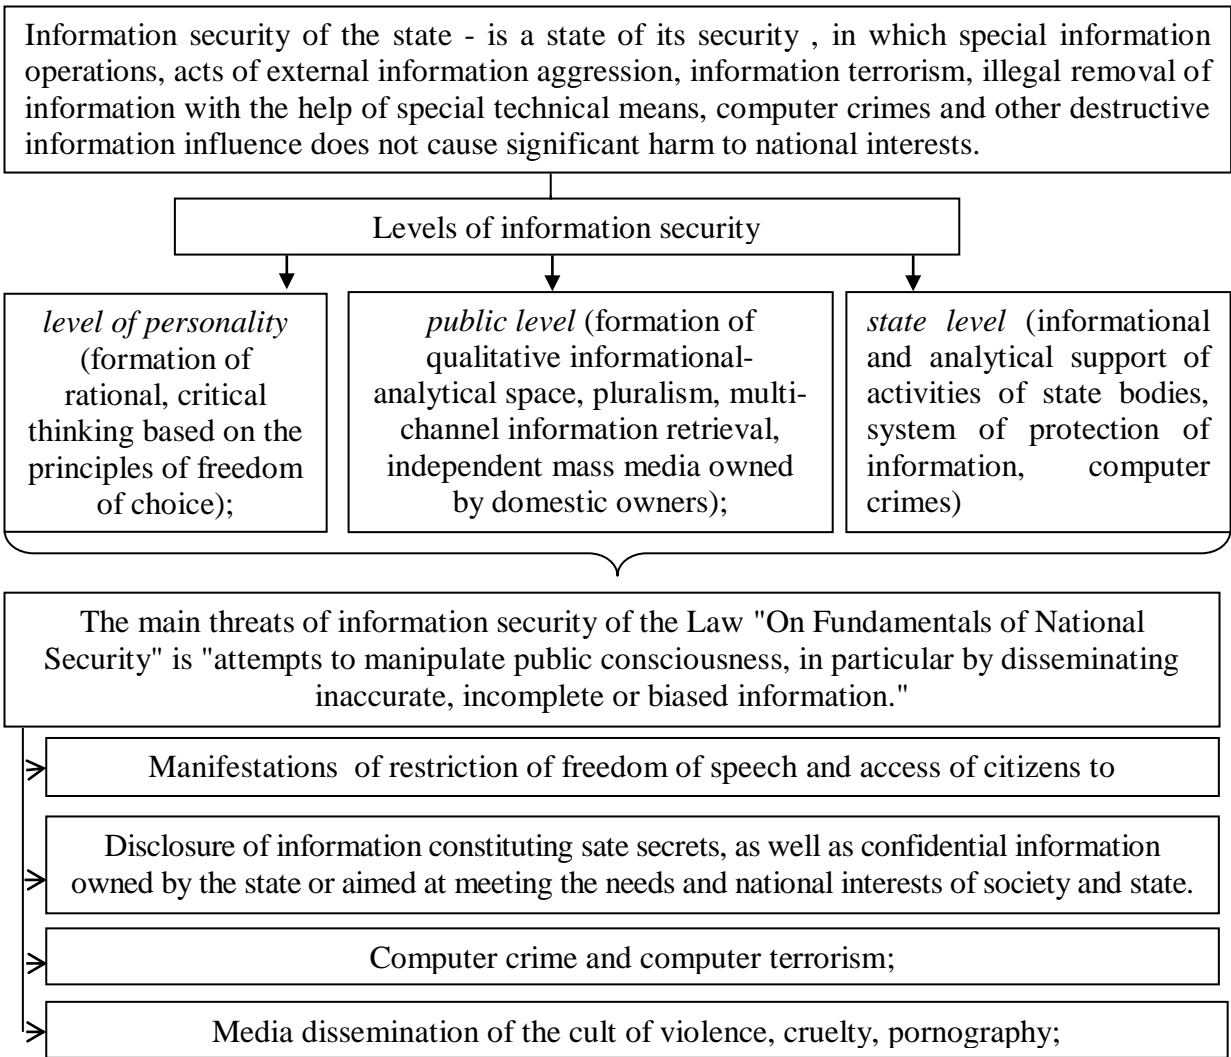 Information security of the state - is a state of its security , in which special information
operations, acts of external information aggression, information terrorism, illegal removal of
information with the help of special technical means, computer crimes and other destructive
information influence does not cause significant harm to national interests.
Levels of information security
level of personality
(formation of
rational, critical
thinking based on the
principles of freedom
of choice);
public level (formation of
qualitative informational-
analytical space, pluralism, multi-
channel information retrieval,
independent mass media owned
by domestic owners);
state level (informational
and analytical support of
activities of state bodies,
system of protection of
information, computer
crimes)
The main threats of information security of the Law "On Fundamentals of National
Security" is "attempts to manipulate public consciousness, in particular by disseminating
inaccurate, incomplete or biased information."
Manifestations of restriction of freedom of speech and access of citizens to
Disclosure of information constituting sate secrets, as well as confidential information
owned by the state or aimed at meeting the needs and national interests of society and state.
Computer crime and computer terrorism;
Media dissemination of the cult of violence, cruelty, pornography;